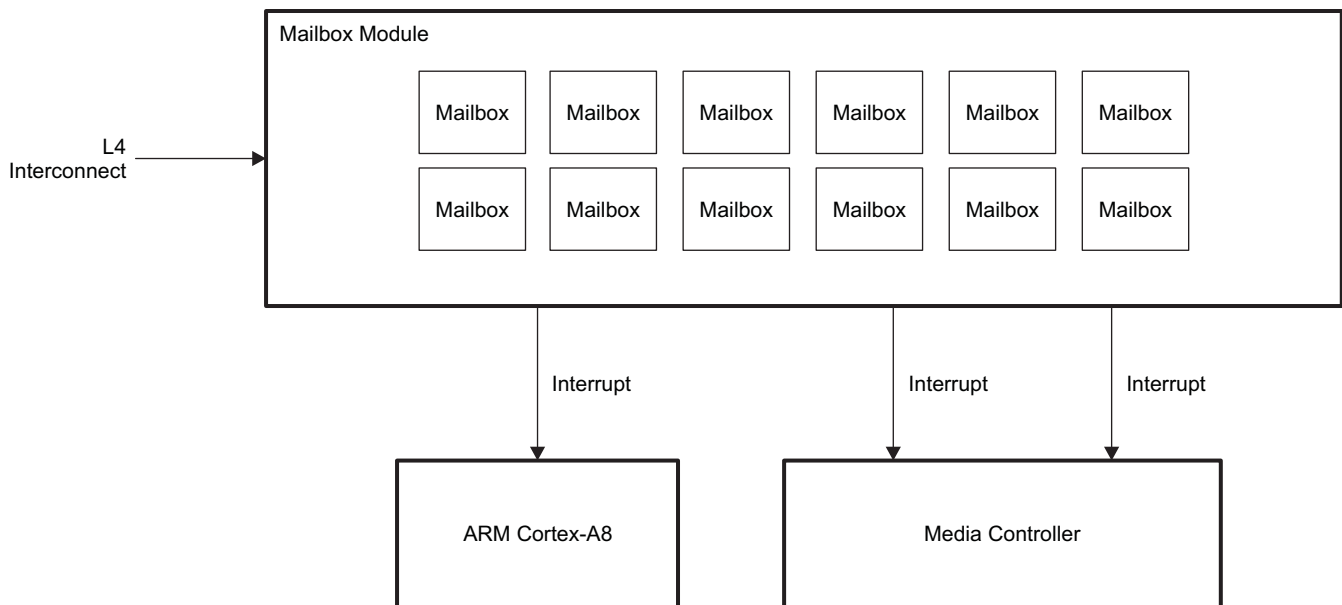 Mailbox Module
Mailbox Mailbox Mailbox Mailbox Mailbox Mailbox
L4
Interconnect
Mailbox Mailbox Mailbox Mailbox Mailbox Mailbox
Interrupt Interrupt Interrupt
ARM Cortex-A8 Media Controller